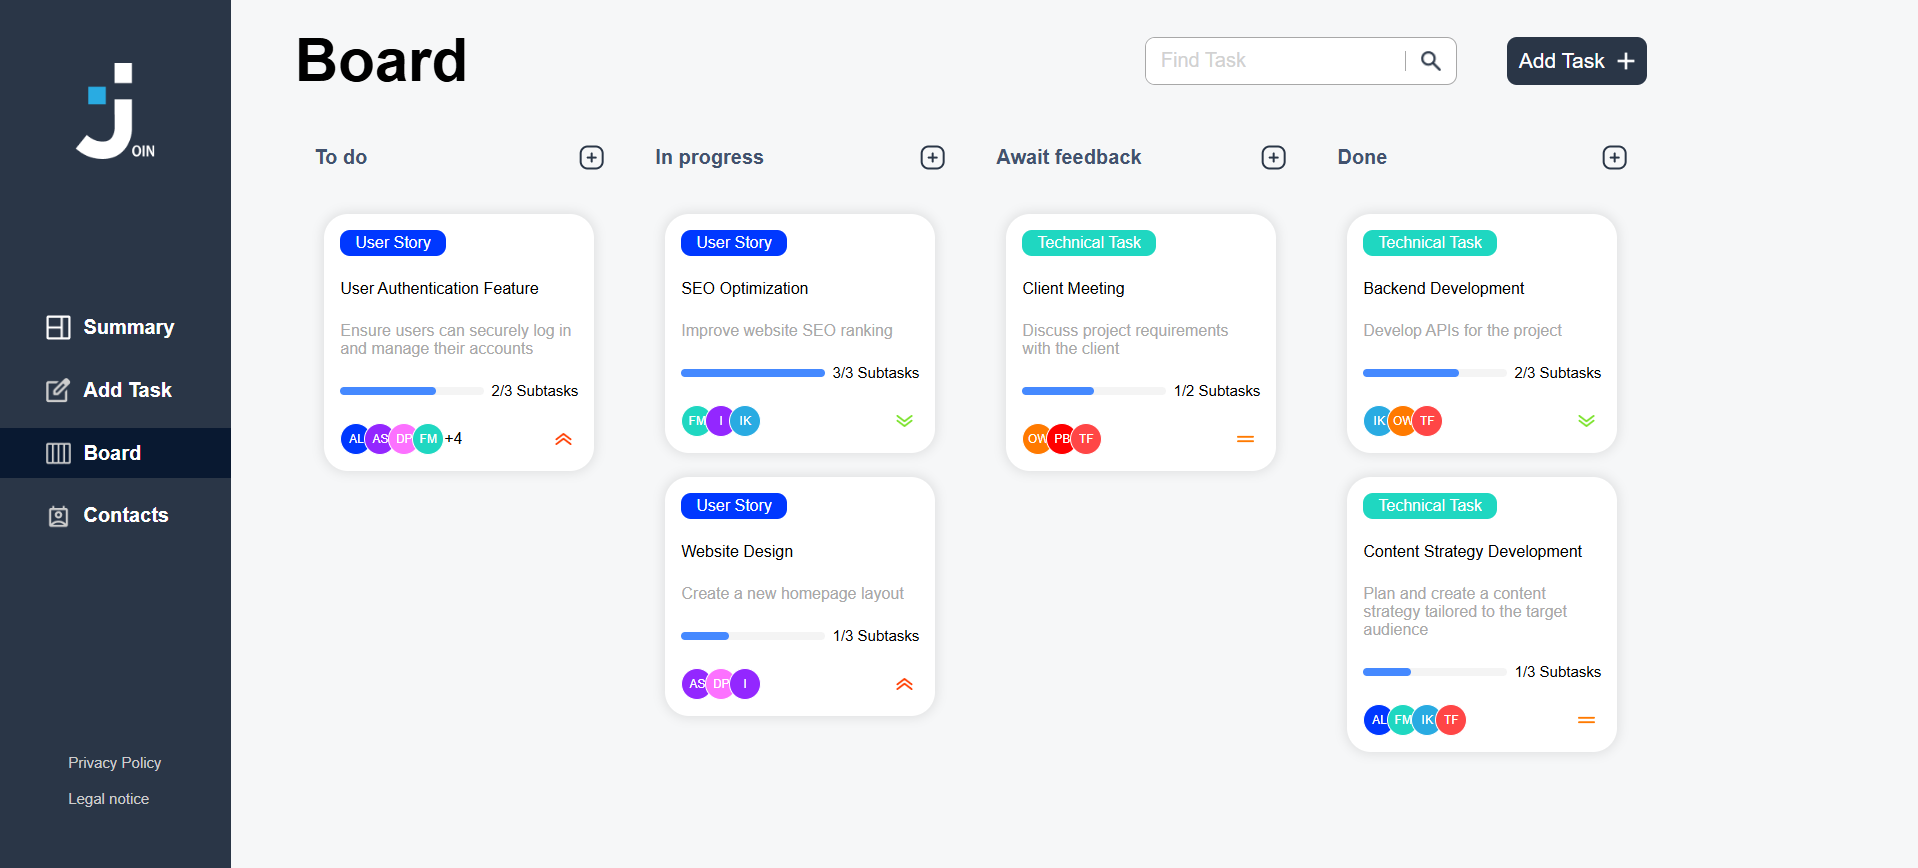 OIN
Summary
Add Task
Board
Contacts
Privacy Policy
Legal notice
Board
Find Task
Add Task
To do
User Story
User Authentication Feature
Ensure users can securely log in
and manage their accounts
2/3 Subtasks
AL AS DP FM +4
In progress
User Story
SEO Optimization
Improve website SEO ranking
3/3 Subtasks
FM I IK
User Story
Website Design
Create a new homepage layout
1/3 Subtasks
AS DP I
Await feedback
Technical Task
Client Meeting
Discuss project requirements
with the client
1/2 Subtasks
OW PB TF
Done
Technical Task
Backend Development
Develop APIs for the project
2/3 Subtasks
IK OW TF
Technical Task
Content Strategy Development
Plan and create a content
strategy tailored to the target
audience
1/3 Subtasks
AL FM IK TF